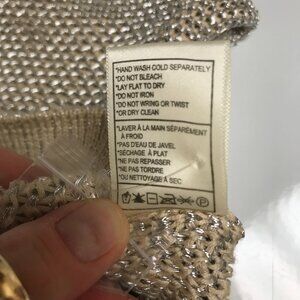 *HAND WASH COLD SEPARATELY
*DO NOT BLEACH
*LAY FLAT TO DRY
*DO NOT IRON
*DO NOT WRING OR TWIST
*OR DRY CLEAN
*LAVER À LA MAIN SÉPARÉMENT
À FROID
*PAS D'EAU DE JAVEL
*SÉCHAGE À PLAT
*NE PAS REPASSER
*NE PAS TORDRE
*OU NETTOYAGE À SEC